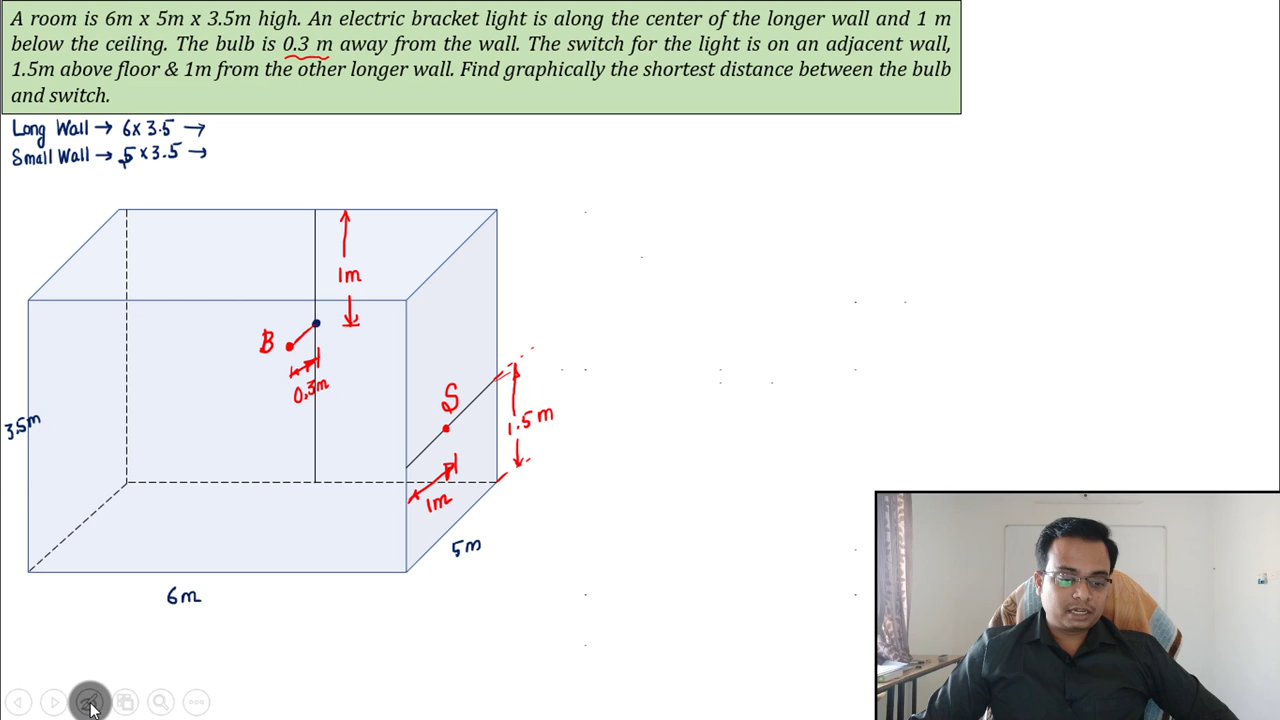 A room is 6m x 5m x 3.5m high. An electric bracket light is along the center of the longer wall and 1 m
below the ceiling. The bulb is 0.3 m away from the wall. The switch for the light is on an adjacent wall,
1.5m above floor & 1m from the other longer wall. Find graphically the shortest distance between the bulb
and switch.
Long Wall → 6 x 3.5 →
Small Wall → 5 x 3.5 →
1m
B
0.3m
S
1.5 m
3.5m
1m
5m
6m